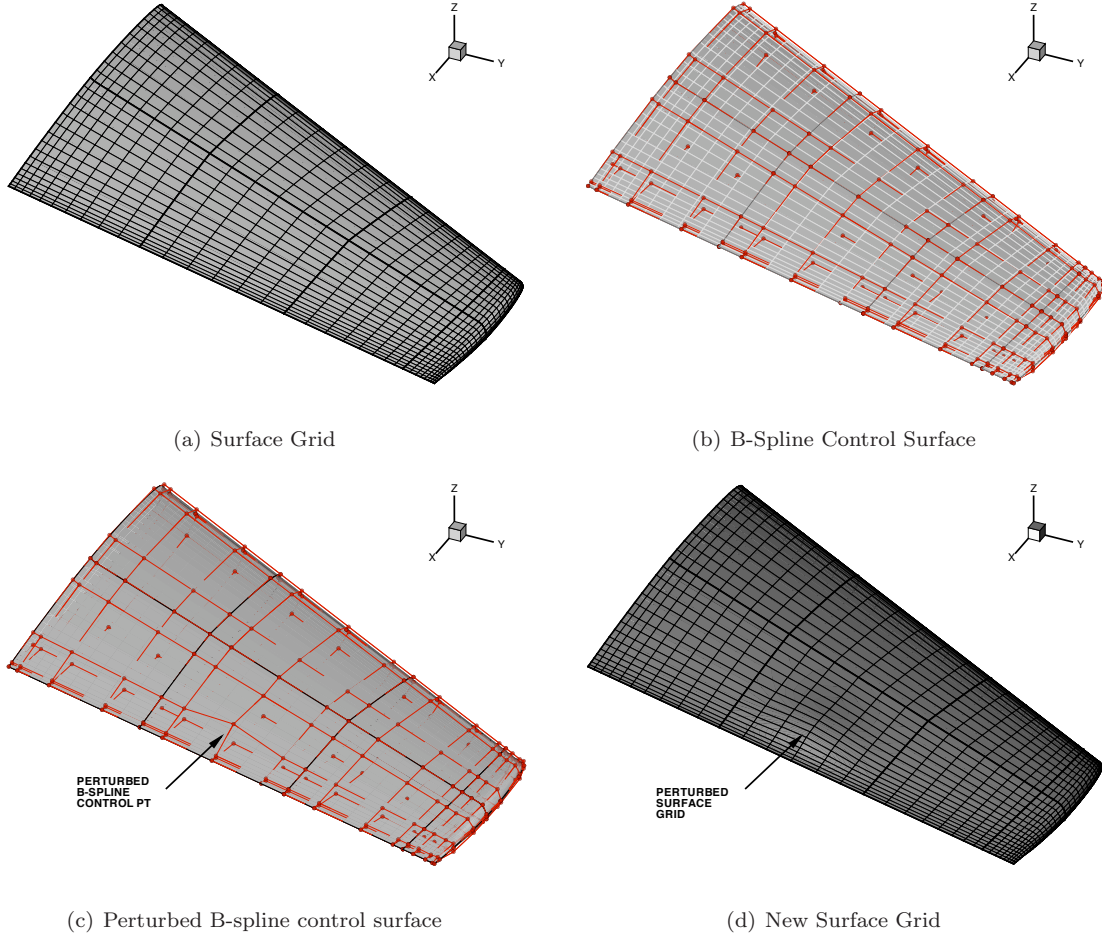 Z
X
Y
(a) Surface Grid
Z
X
Y
(b) B-Spline Control Surface
Z
X
Y
PERTURBED
B-SPLINE
CONTROL PT
(c) Perturbed B-spline control surface
Z
X
Y
PERTURBED
SURFACE
GRID
(d) New Surface Grid